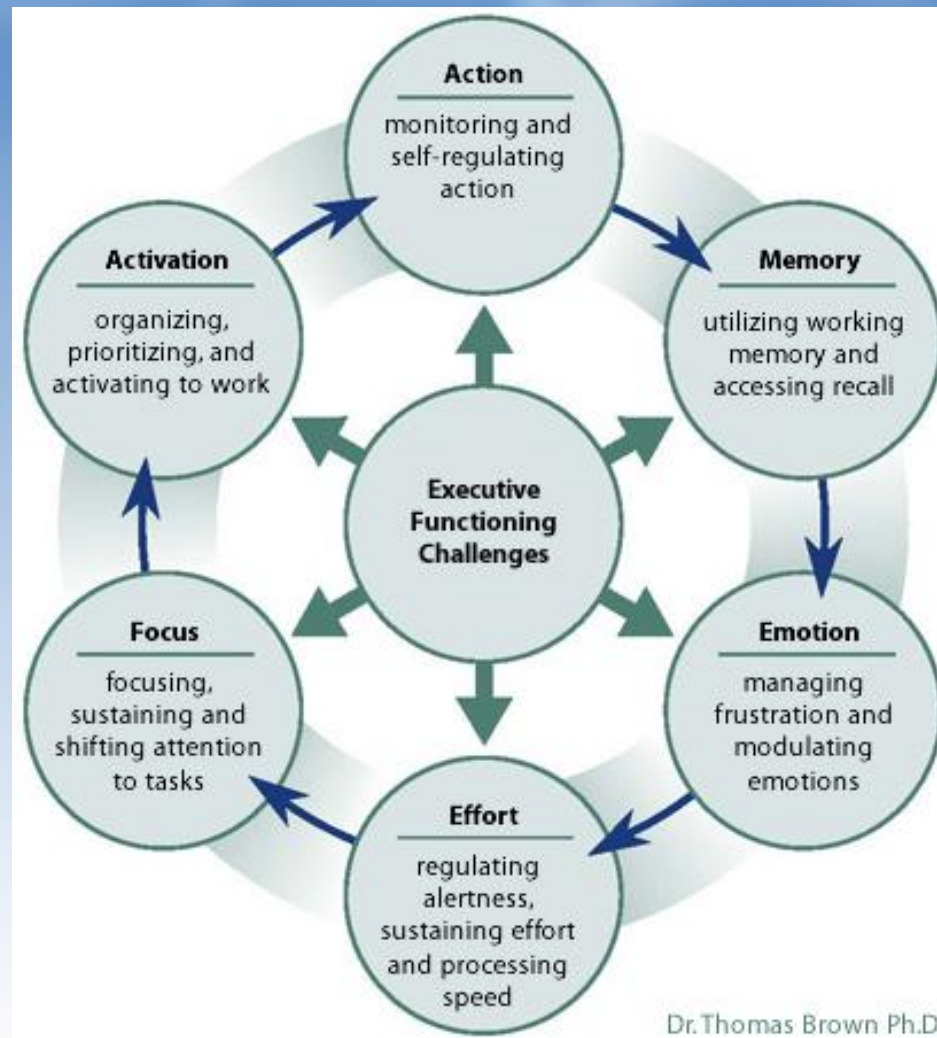 Action
monitoring and
self-regulating
action
Memory
utilizing working
memory and
accessing recall
Emotion
managing
frustration and
modulating
emotions
Effort
regulating
alertness,
sustaining effort
and processing
speed
Focus
focusing,
sustaining and
shifting attention
to tasks
Activation
organizing,
prioritizing, and
activating to work
Executive
Functioning
Challenges
Dr. Thomas Brown Ph.D